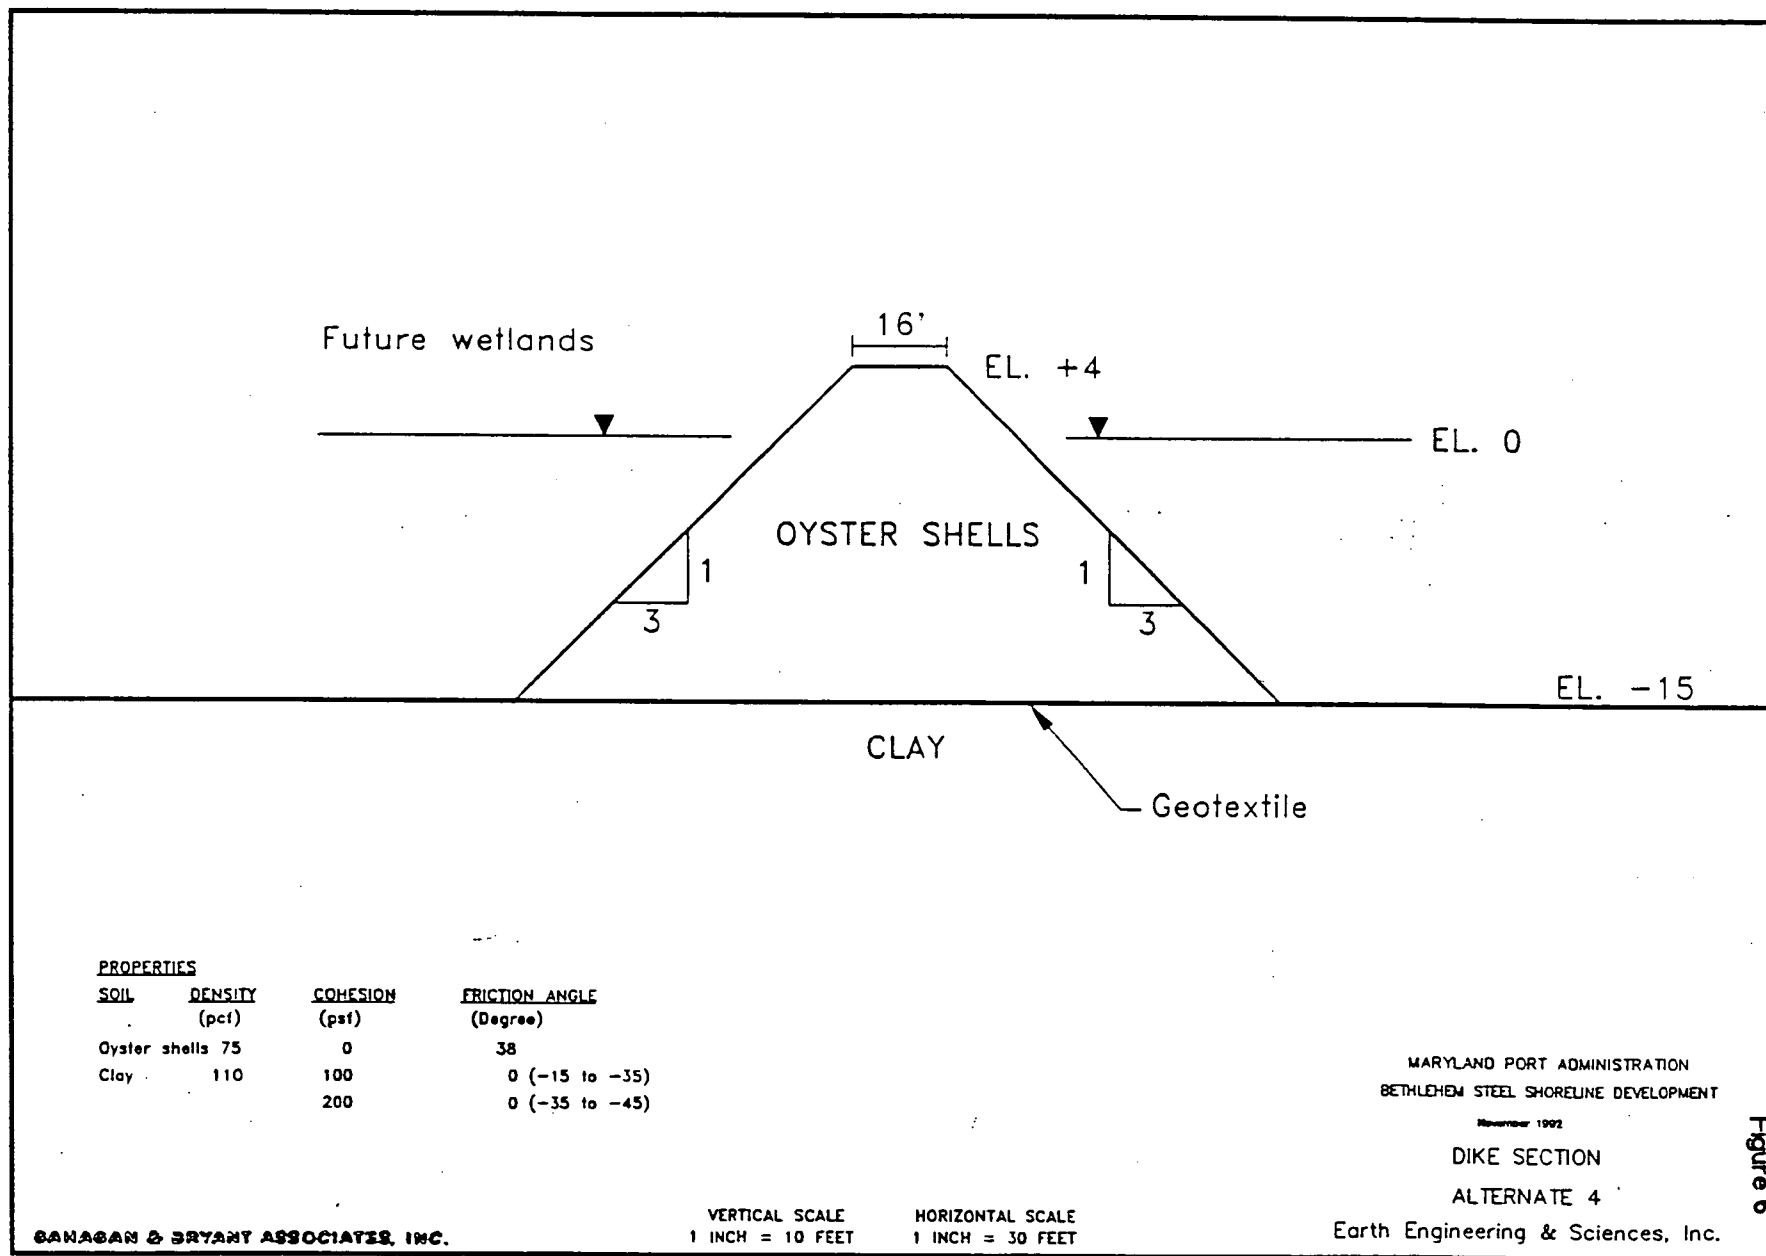 16'
Future wetlands
EL. +4
EL. 0
OYSTER SHELLS
1
3
1
3
EL. -15
CLAY
Geotextile
PROPERTIES
SOIL DENSITY COHESION FRICTION ANGLE
(pcf) (psf) (Degree)
Oyster shells 75 0 38
Clay 110 100 0 (-15 to -35)
200 0 (-35 to -45)
MARYLAND PORT ADMINISTRATION
BETHLEHEM STEEL SHORELINE DEVELOPMENT
November 1992
DIKE SECTION
ALTERNATE 4
Earth Engineering & Sciences, Inc.
Figure 6
VERTICAL SCALE HORIZONTAL SCALE
1 INCH = 10 FEET 1 INCH = 30 FEET
& BRYANT ASSOCIATES, INC.